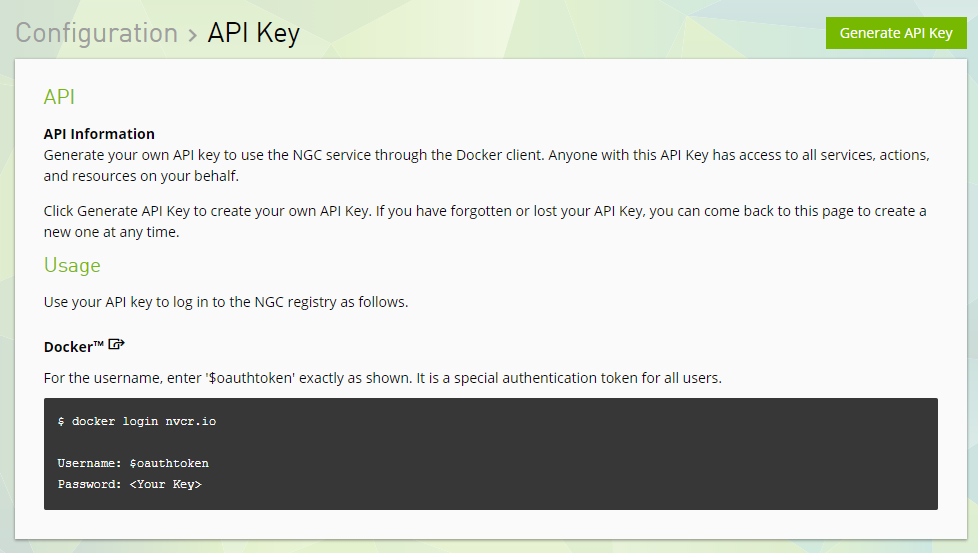 Configuration > API Key
Generate API Key
API
API Information
Generate your own API key to use the NGC service through the Docker client. Anyone with this API Key has access to all services, actions,
and resources on your behalf.
Click Generate API Key to create your own API Key. If you have forgotten or lost your API Key, you can come back to this page to create a
new one at any time.
Usage
Use your API key to log in to the NGC registry as follows.
Docker™
For the username, enter '$oauthtoken' exactly as shown. It is a special authentication token for all users.
$ docker login nvcr.io
Username: $oauthtoken
Password: <Your Key>